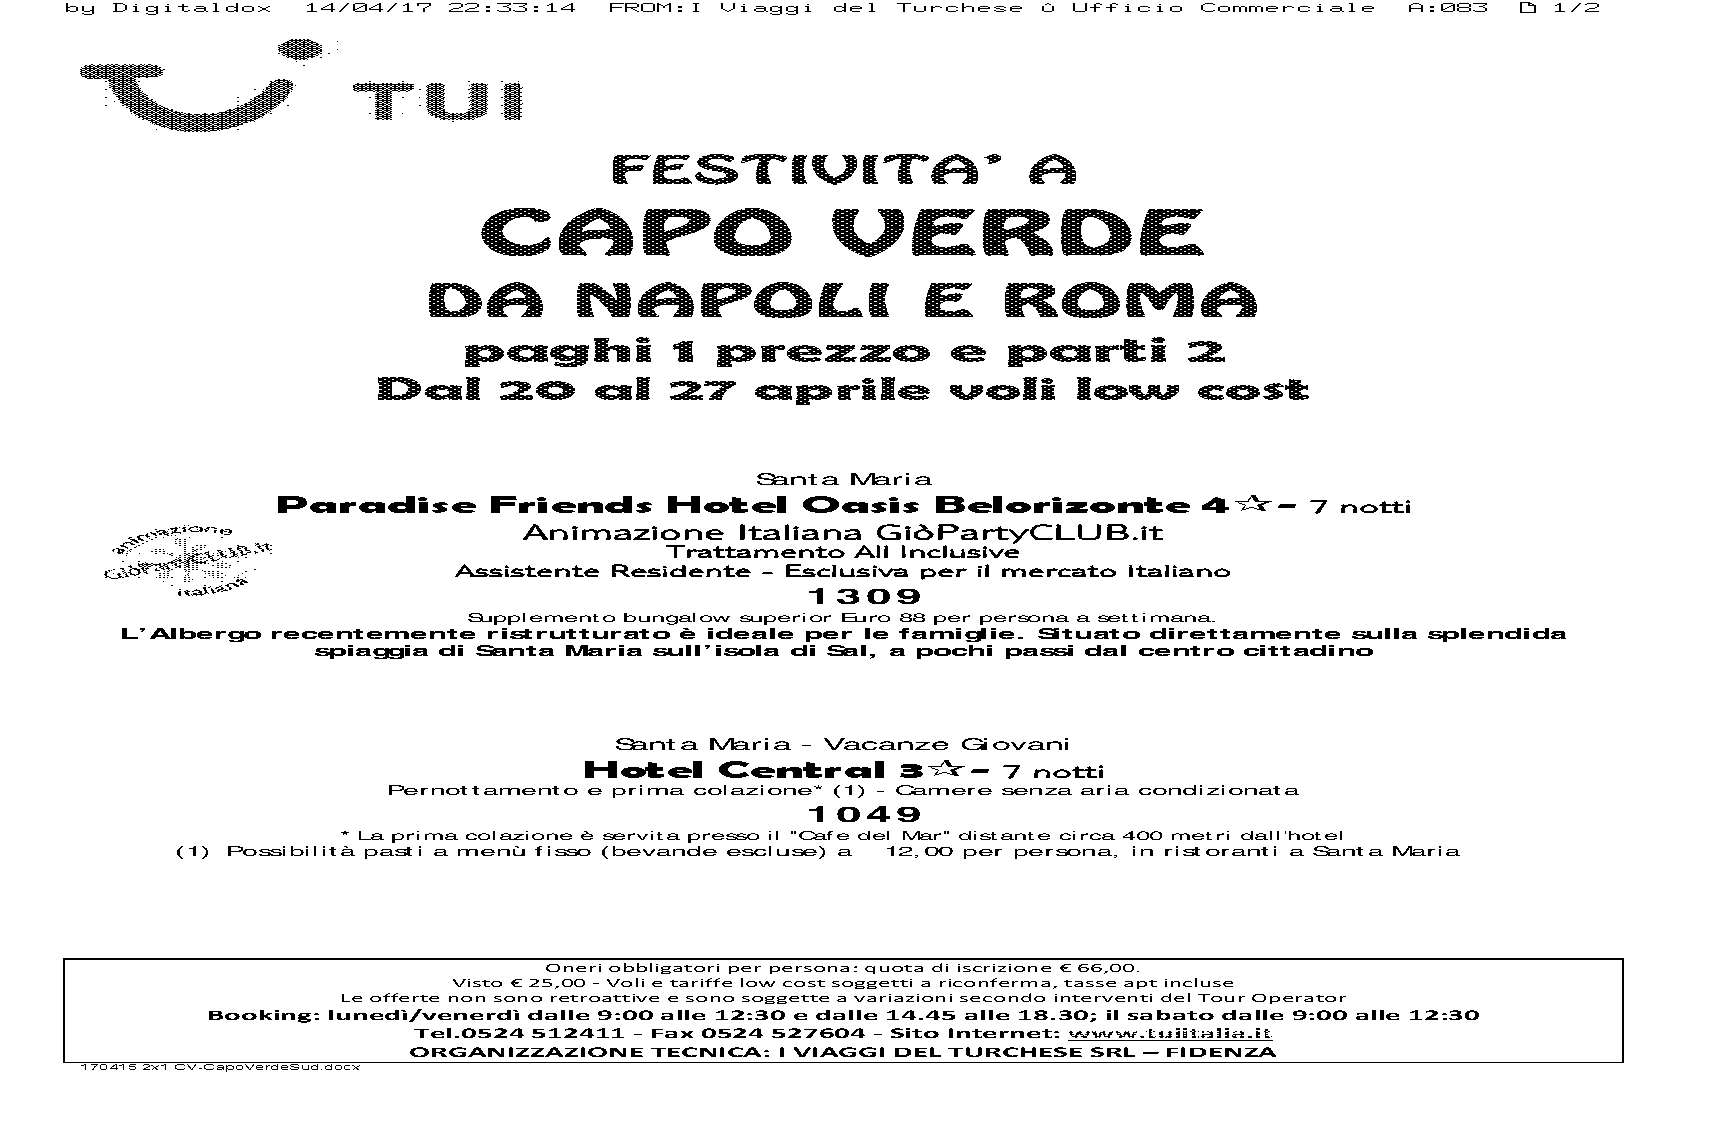 by Digitaldox 14/04/17 22:33:14 FROM:I Viaggi del Turchese û Ufficio Commerciale A:083 1/2
TUI
FESTIVITA' A
CAPO VERDE
DA NAPOLI E ROMA
paghi 1 prezzo e parti 2
Dal 20 al 27 aprile voli low cost
Santa Maria
Paradise Friends Hotel Oasis Belorizonte 4☆– 7 notti
Animazione Italiana GiòPartyCLUB.it
animazione
GiòPartyCLUB.it
italiana
Trattamento All Inclusive
Assistente Residente – Esclusiva per il mercato italiano
1309
Supplemento bungalow superior Euro 88 per persona a settimana.
L'Albergo recentemente ristrutturato è ideale per le famiglie. Situato direttamente sulla splendida
spiaggia di Santa Maria sull'isola di Sal, a pochi passi dal centro cittadino
Santa Maria - Vacanze Giovani
Hotel Central 3☆– 7 notti
Pernottamento e prima colazione* (1) - Camere senza aria condizionata
1049
* La prima colazione è servita presso il "Cafe del Mar" distante circa 400 metri dall'hotel
(1) Possibilità pasti a menù fisso (bevande escluse) a 12,00 per persona, in ristoranti a Santa Maria
Oneri obbligatori per persona: quota di iscrizione € 66,00.
Visto € 25,00 - Voli e tariffe low cost soggetti a riconferma, tasse apt incluse
Le offerte non sono retroattive e sono soggette a variazioni secondo interventi del Tour Operator
Booking: lunedì/venerdì dalle 9:00 alle 12:30 e dalle 14.45 alle 18.30; il sabato dalle 9:00 alle 12:30
Tel.0524 512411 - Fax 0524 527604 - Sito Internet: www.tuiitalia.it
ORGANIZZAZIONE TECNICA: I VIAGGI DEL TURCHESE SRL – FIDENZA
170415 2x1 CV-CapoVerdeSud.docx